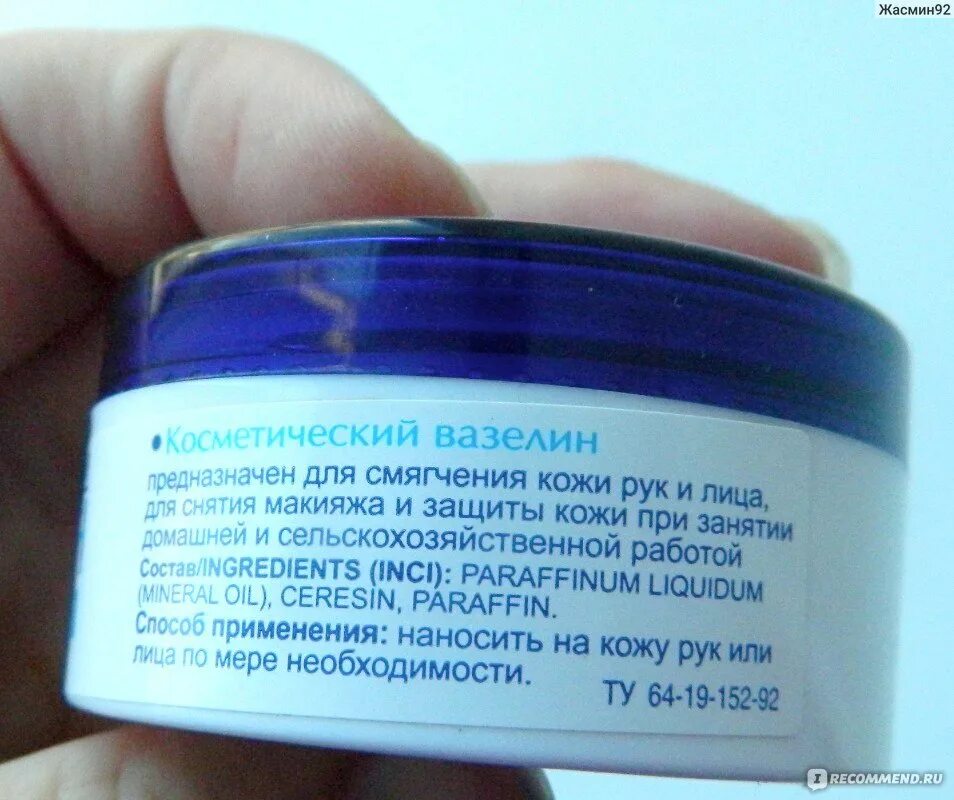 Жасмин92
•Косметический вазелин
предназначен для смягчения кожи рук и лица,
для снятия макияжа и защиты кожи при занятии
домашней и сельскохозяйственной работой
Состав/INGREDIENTS (INCI): PARAFFINUM LIQUIDUM
(MINERAL OIL), CERESIN, PARAFFIN.
Способ применения: наносить на кожу рук или
лица по мере необходимости.
ТУ 64-19-152-92
IRECOMMEND.RU